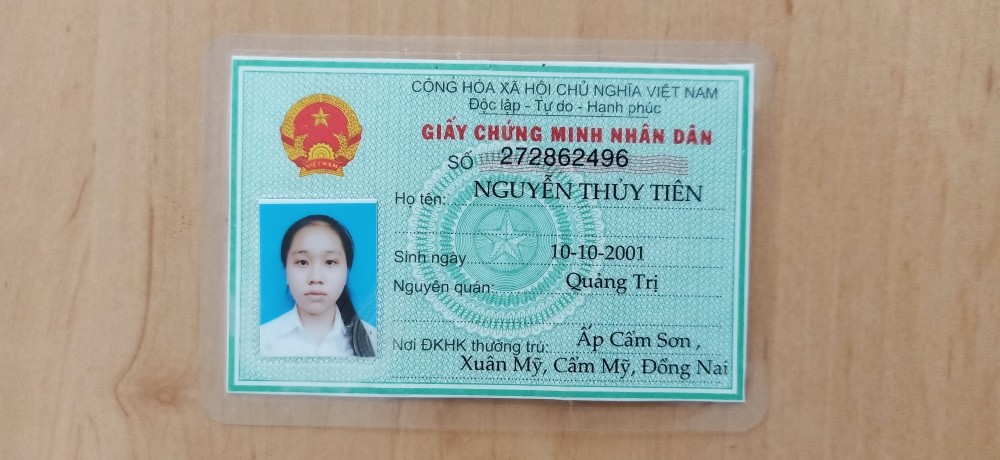 CỘNG HÒA XÃ HỘI CHỦ NGHĨA VIỆT NAM
Độc lập - Tự do - Hạnh phúc
GIẤY CHỨNG MINH NHÂN DÂN
SỐ 272862496
Họ tên: NGUYỄN THỦY TIÊN
Sinh ngày 10-10-2001
Nguyên quán: Quảng Trị
Nơi ĐKHK thường trú: Ấp Cẩm Sơn ,
Xuân Mỹ, Cẩm Mỹ, Đồng Nai
VIỆT NAM